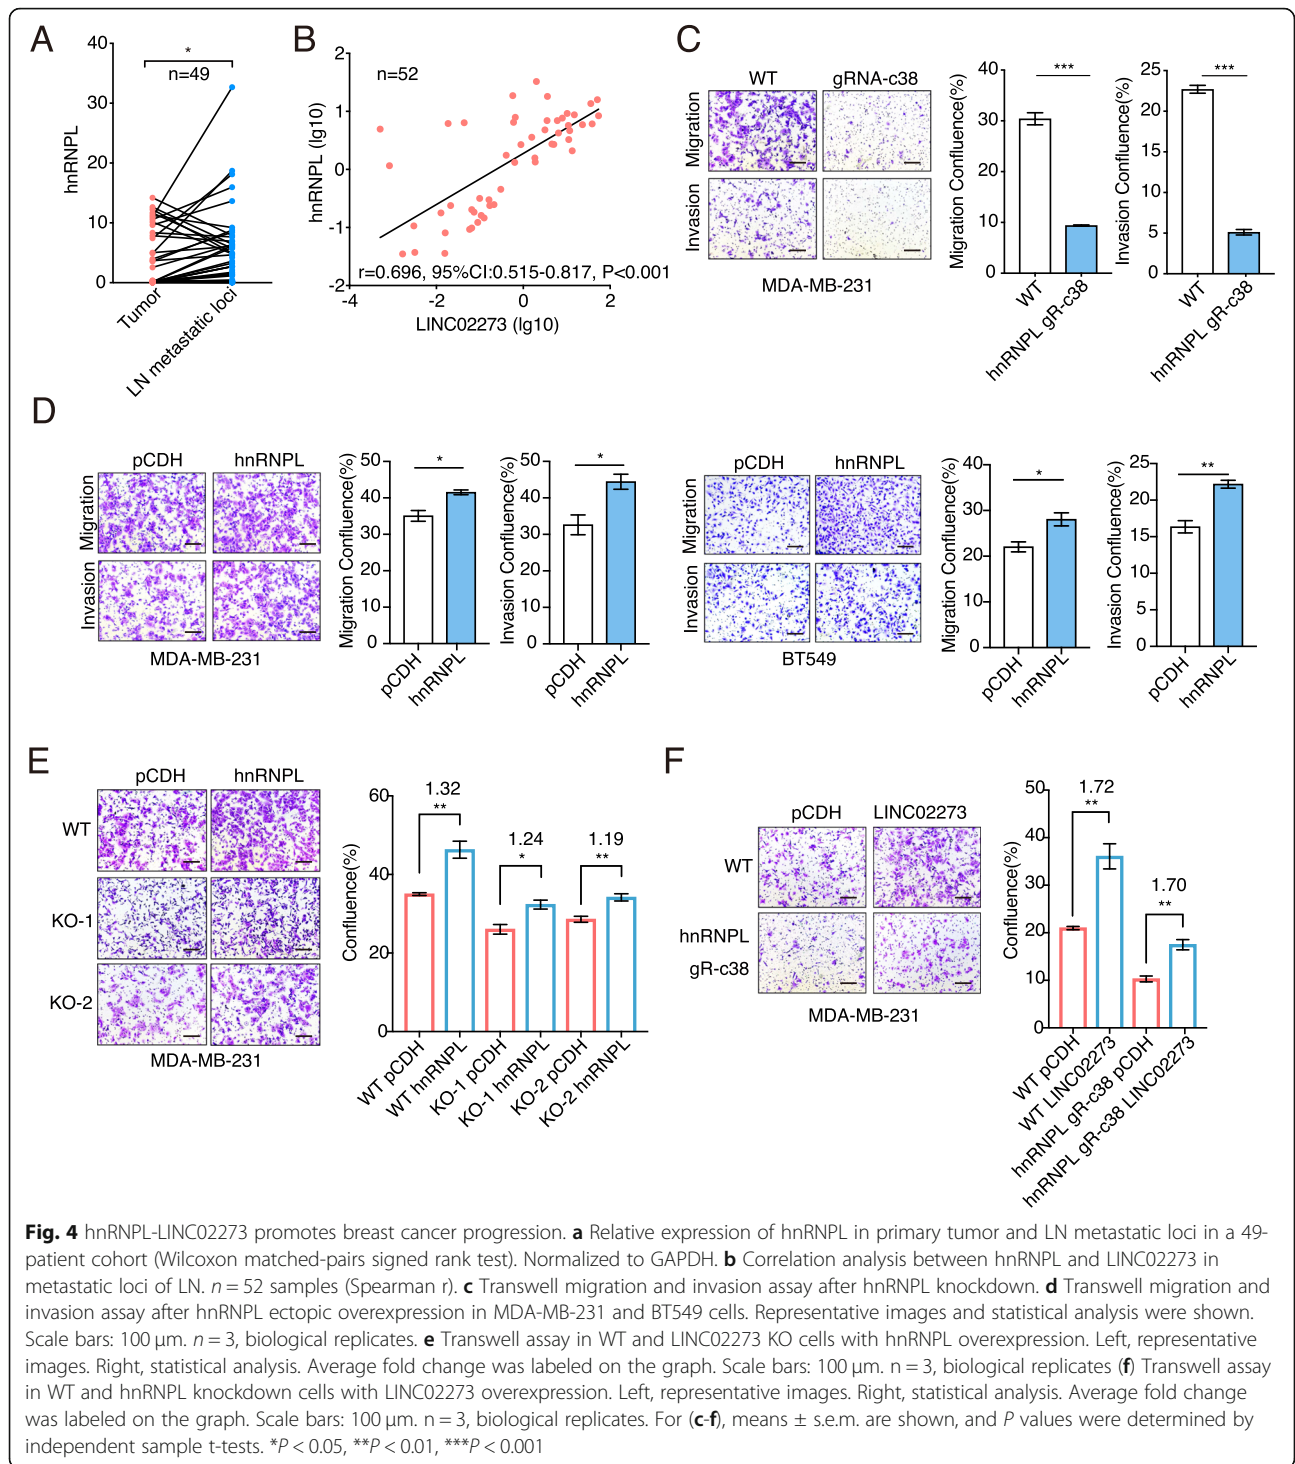 A
40
30
20
10
0
hnRNPL
*
n=49
Tumor
LN metastatic loci
B
2
1
0
-1
-2
hnRNPL (lg10)
n=52
r=0.696, 95%CI:0.515-0.817, P<0.001
-4 -2 0 2
LINC02273 (lg10)
C
WT gRNA-c38
Migration
Invasion
MDA-MB-231
Migration Confluence(%)
40
30
20
10
0
***
WT
hnRNPL gR-c38
Invasion Confluence(%)
25
20
15
10
5
0
***
WT
hnRNPL gR-c38
D
pCDH hnRNPL
Migration
Invasion
MDA-MB-231
Migration Confluence(%)
50
40
30
20
10
0
*
pCDH
hnRNPL
Invasion Confluence(%)
50
40
30
20
10
0
*
pCDH
hnRNPL
pCDH hnRNPL
Migration
Invasion
BT549
Migration Confluence(%)
40
30
20
10
0
*
pCDH
hnRNPL
Invasion Confluence(%)
25
20
15
10
5
0
**
pCDH
hnRNPL
E
pCDH hnRNPL
WT
KO-1
KO-2
MDA-MB-231
Confluence(%)
60
40
20
0
1.32
**
1.24
*
1.19
**
WT pCDH
WT hnRNPL
KO-1 pCDH
KO-1 hnRNPL
KO-2 pCDH
KO-2 hnRNPL
F
pCDH LINC02273
WT
hnRNPL
gR-c38
MDA-MB-231
Confluence(%)
50
40
30
20
10
0
1.72
**
1.70
**
WT pCDH
WT LINC02273
hnRNPL gR-c38 pCDH
hnRNPL gR-c38 LINC02273
Fig. 4 hnRNPL-LINC02273 promotes breast cancer progression. a Relative expression of hnRNPL in primary tumor and LN metastatic loci in a 49-
patient cohort (Wilcoxon matched-pairs signed rank test). Normalized to GAPDH. b Correlation analysis between hnRNPL and LINC02273 in
metastatic loci of LN. n = 52 samples (Spearman r). c Transwell migration and invasion assay after hnRNPL knockdown. d Transwell migration and
invasion assay after hnRNPL ectopic overexpression in MDA-MB-231 and BT549 cells. Representative images and statistical analysis were shown.
Scale bars: 100 μm. n = 3, biological replicates. e Transwell assay in WT and LINC02273 KO cells with hnRNPL overexpression. Left, representative
images. Right, statistical analysis. Average fold change was labeled on the graph. Scale bars: 100 μm. n = 3, biological replicates (f) Transwell assay
in WT and hnRNPL knockdown cells with LINC02273 overexpression. Left, representative images. Right, statistical analysis. Average fold change
was labeled on the graph. Scale bars: 100 μm. n = 3, biological replicates. For (c-f), means ± s.e.m. are shown, and P values were determined by
independent sample t-tests. *P < 0.05, **P < 0.01, ***P < 0.001